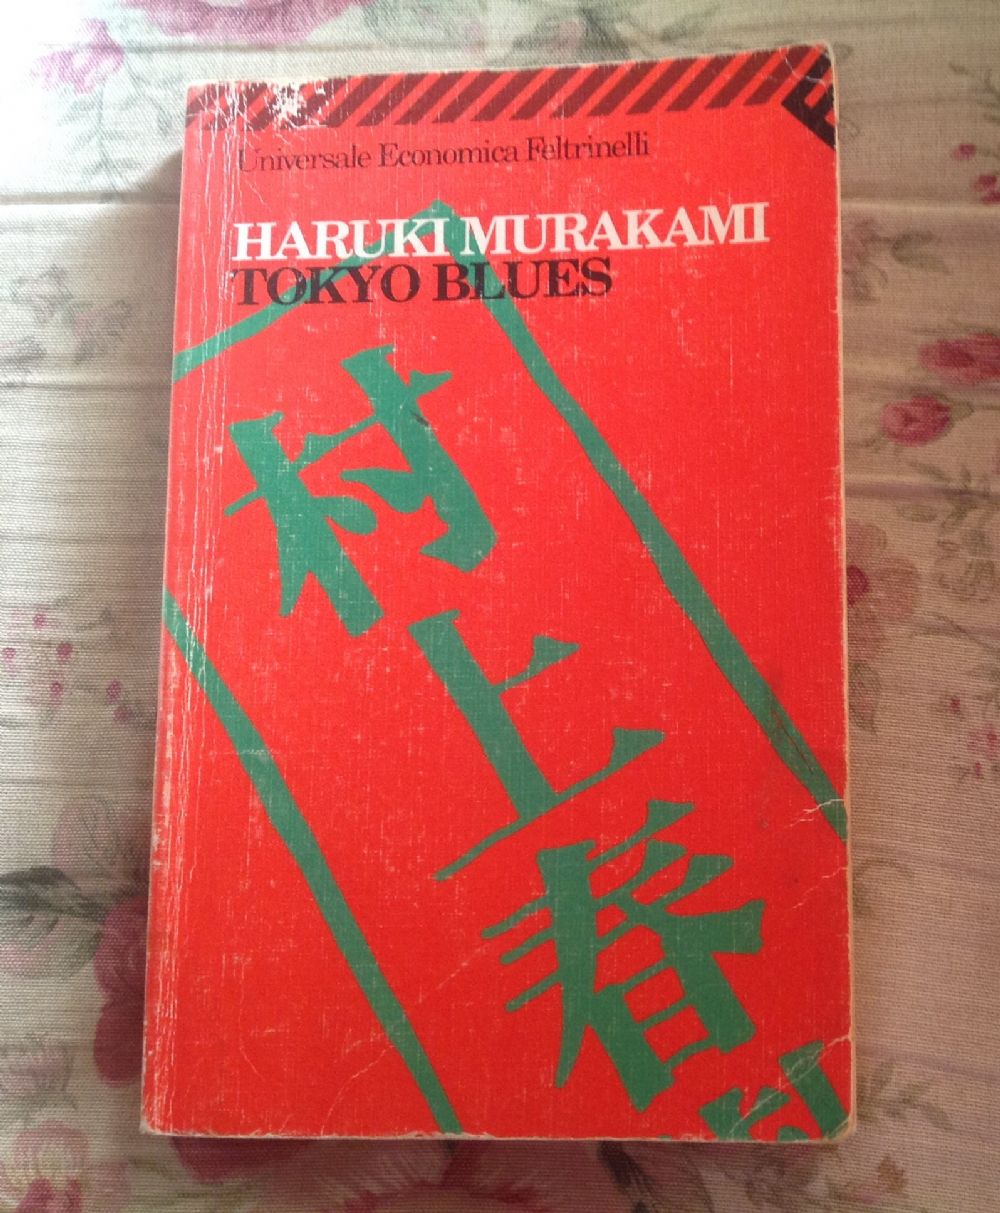 Universale Economica Feltrinelli
HARUKI MURAKAMI
TOKYO BLUES
村上春